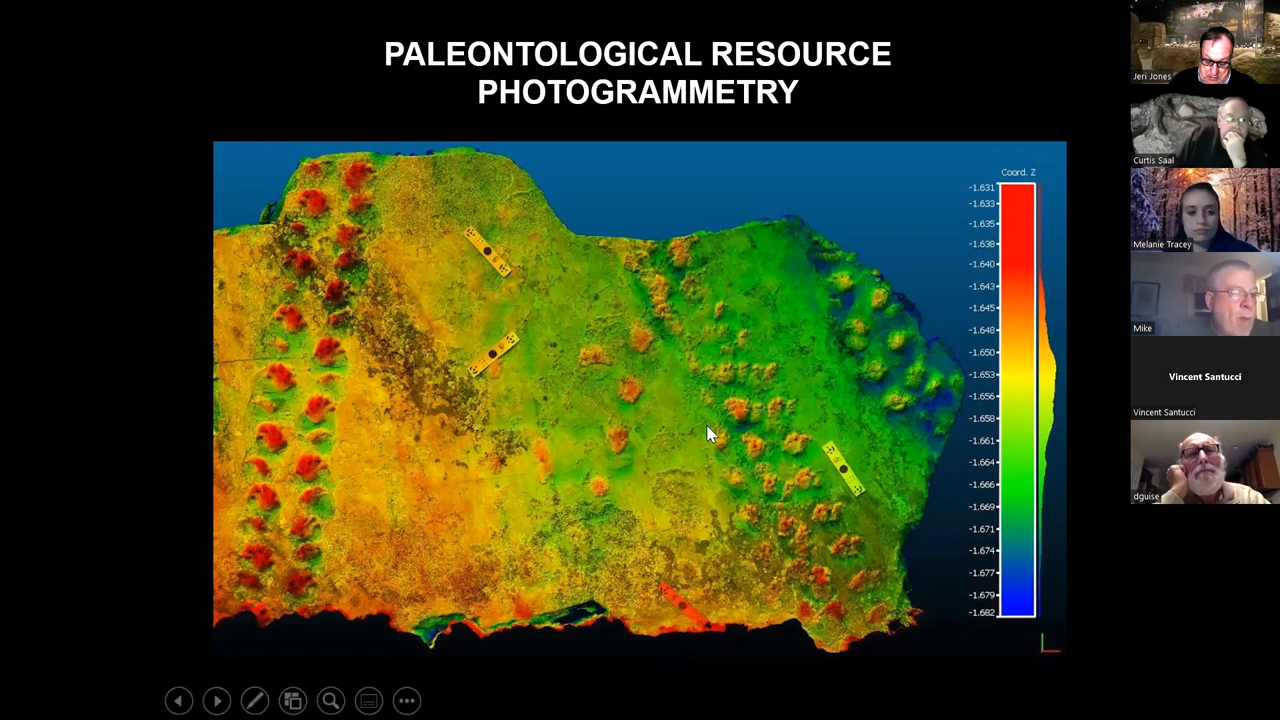 PALEONTOLOGICAL RESOURCE
PHOTOGRAMMETRY
Coord. Z
-1.631
-1.633
-1.635
-1.638
-1.640
-1.643
-1.645
-1.648
-1.650
-1.653
-1.656
-1.658
-1.661
-1.664
-1.666
-1.669
-1.671
-1.674
-1.677
-1.679
-1.682
Jeri Jones
Curtis Saal
Melanie Tracey
Mike
Vincent Santucci
Vincent Santucci
dguise